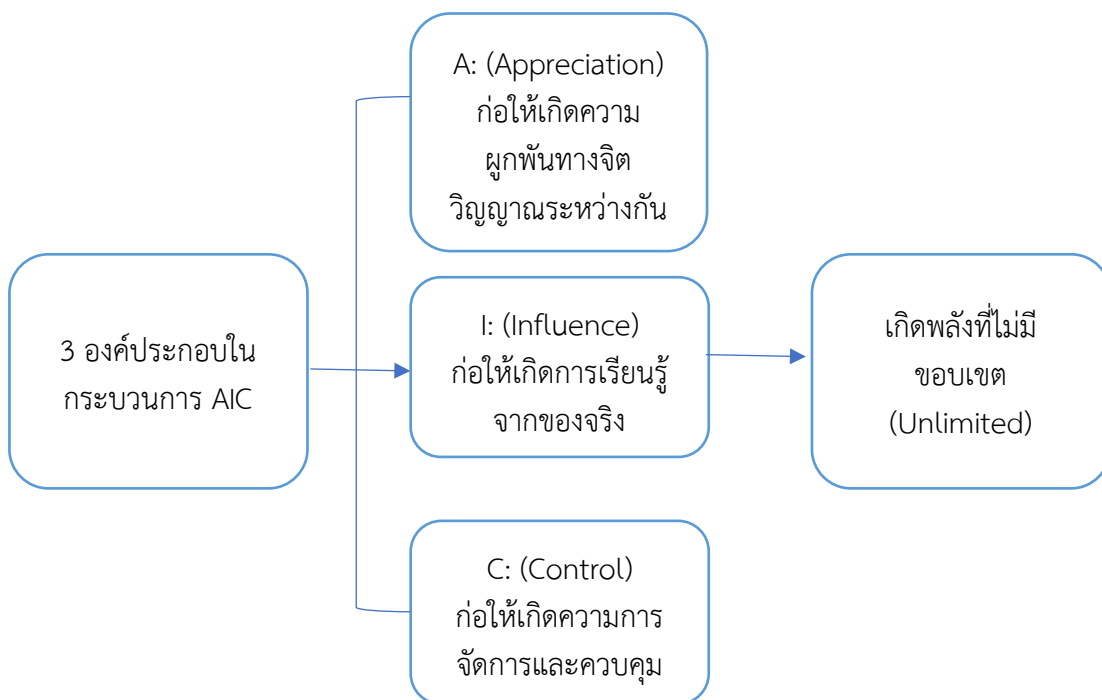 A: (Appreciation)
ก่อให้เกิดความ
ผูกพันทางจิต
วิญญาณระหว่างกัน
3 องค์ประกอบใน
กระบวนการ AIC
I: (Influence)
ก่อให้เกิดการเรียนรู้
จากของจริง
เกิดพลังที่ไม่มี
ขอบเขต
(Unlimited)
C: (Control)
ก่อให้เกิดความการ
จัดการและควบคุม